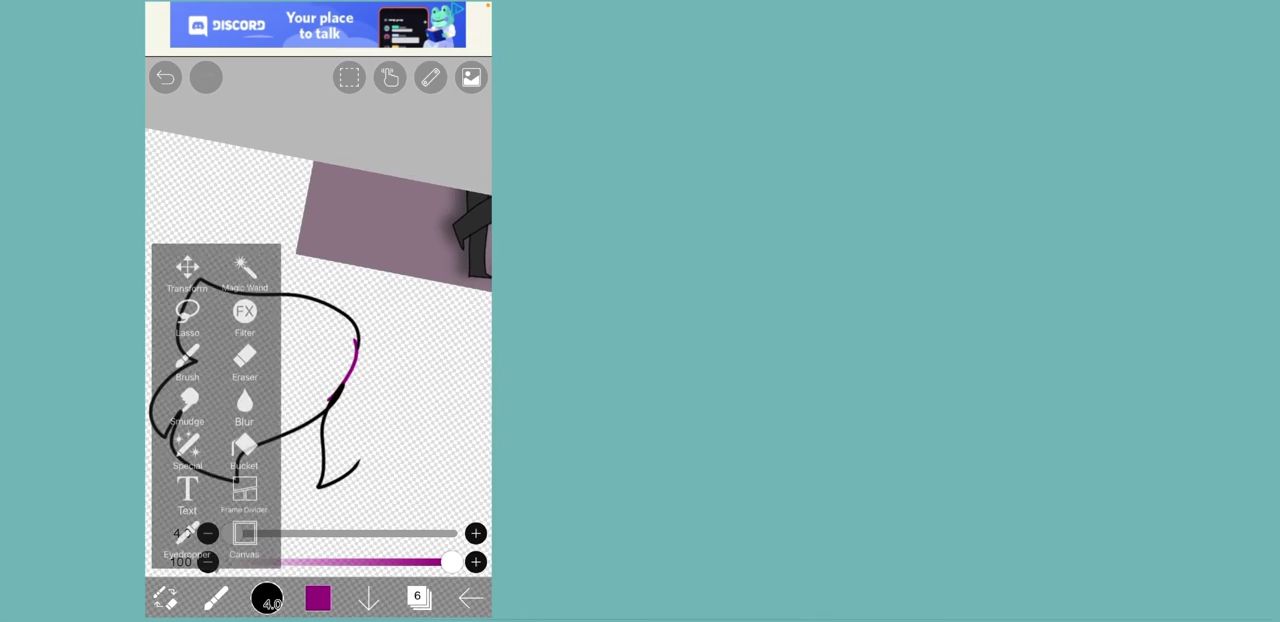 DISCORD
Your place
to talk
Transform
Magic Wand
Lasso
FX
Filter
Brush
Eraser
Smudge
Blur
Special
Bucket
T
Text
Frame Divider
Eyedropper
Canvas
100
4.0
6